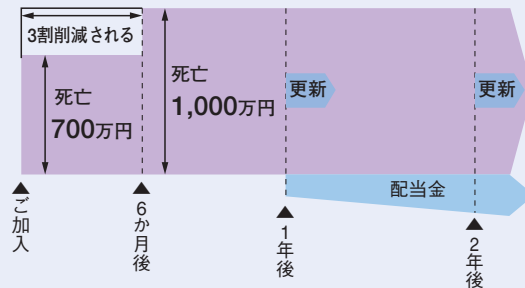 3割削減される
死亡
700万円
死亡
1,000万円
更新
更新
配当金
▲ご加入
▲6か月後
▲1年後
▲2年後